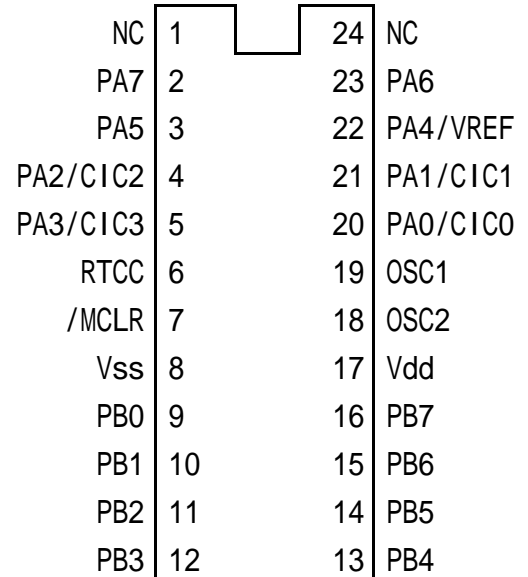 NC 1 24 NC
PA7 2 23 PA6
PA5 3 22 PA4/VREF
PA2/CIC2 4 21 PA1/CIC1
PA3/CIC3 5 20 PA0/CIC0
RTCC 6 19 OSC1
/MCLR 7 18 OSC2
Vss 8 17 Vdd
PB0 9 16 PB7
PB1 10 15 PB6
PB2 11 14 PB5
PB3 12 13 PB4